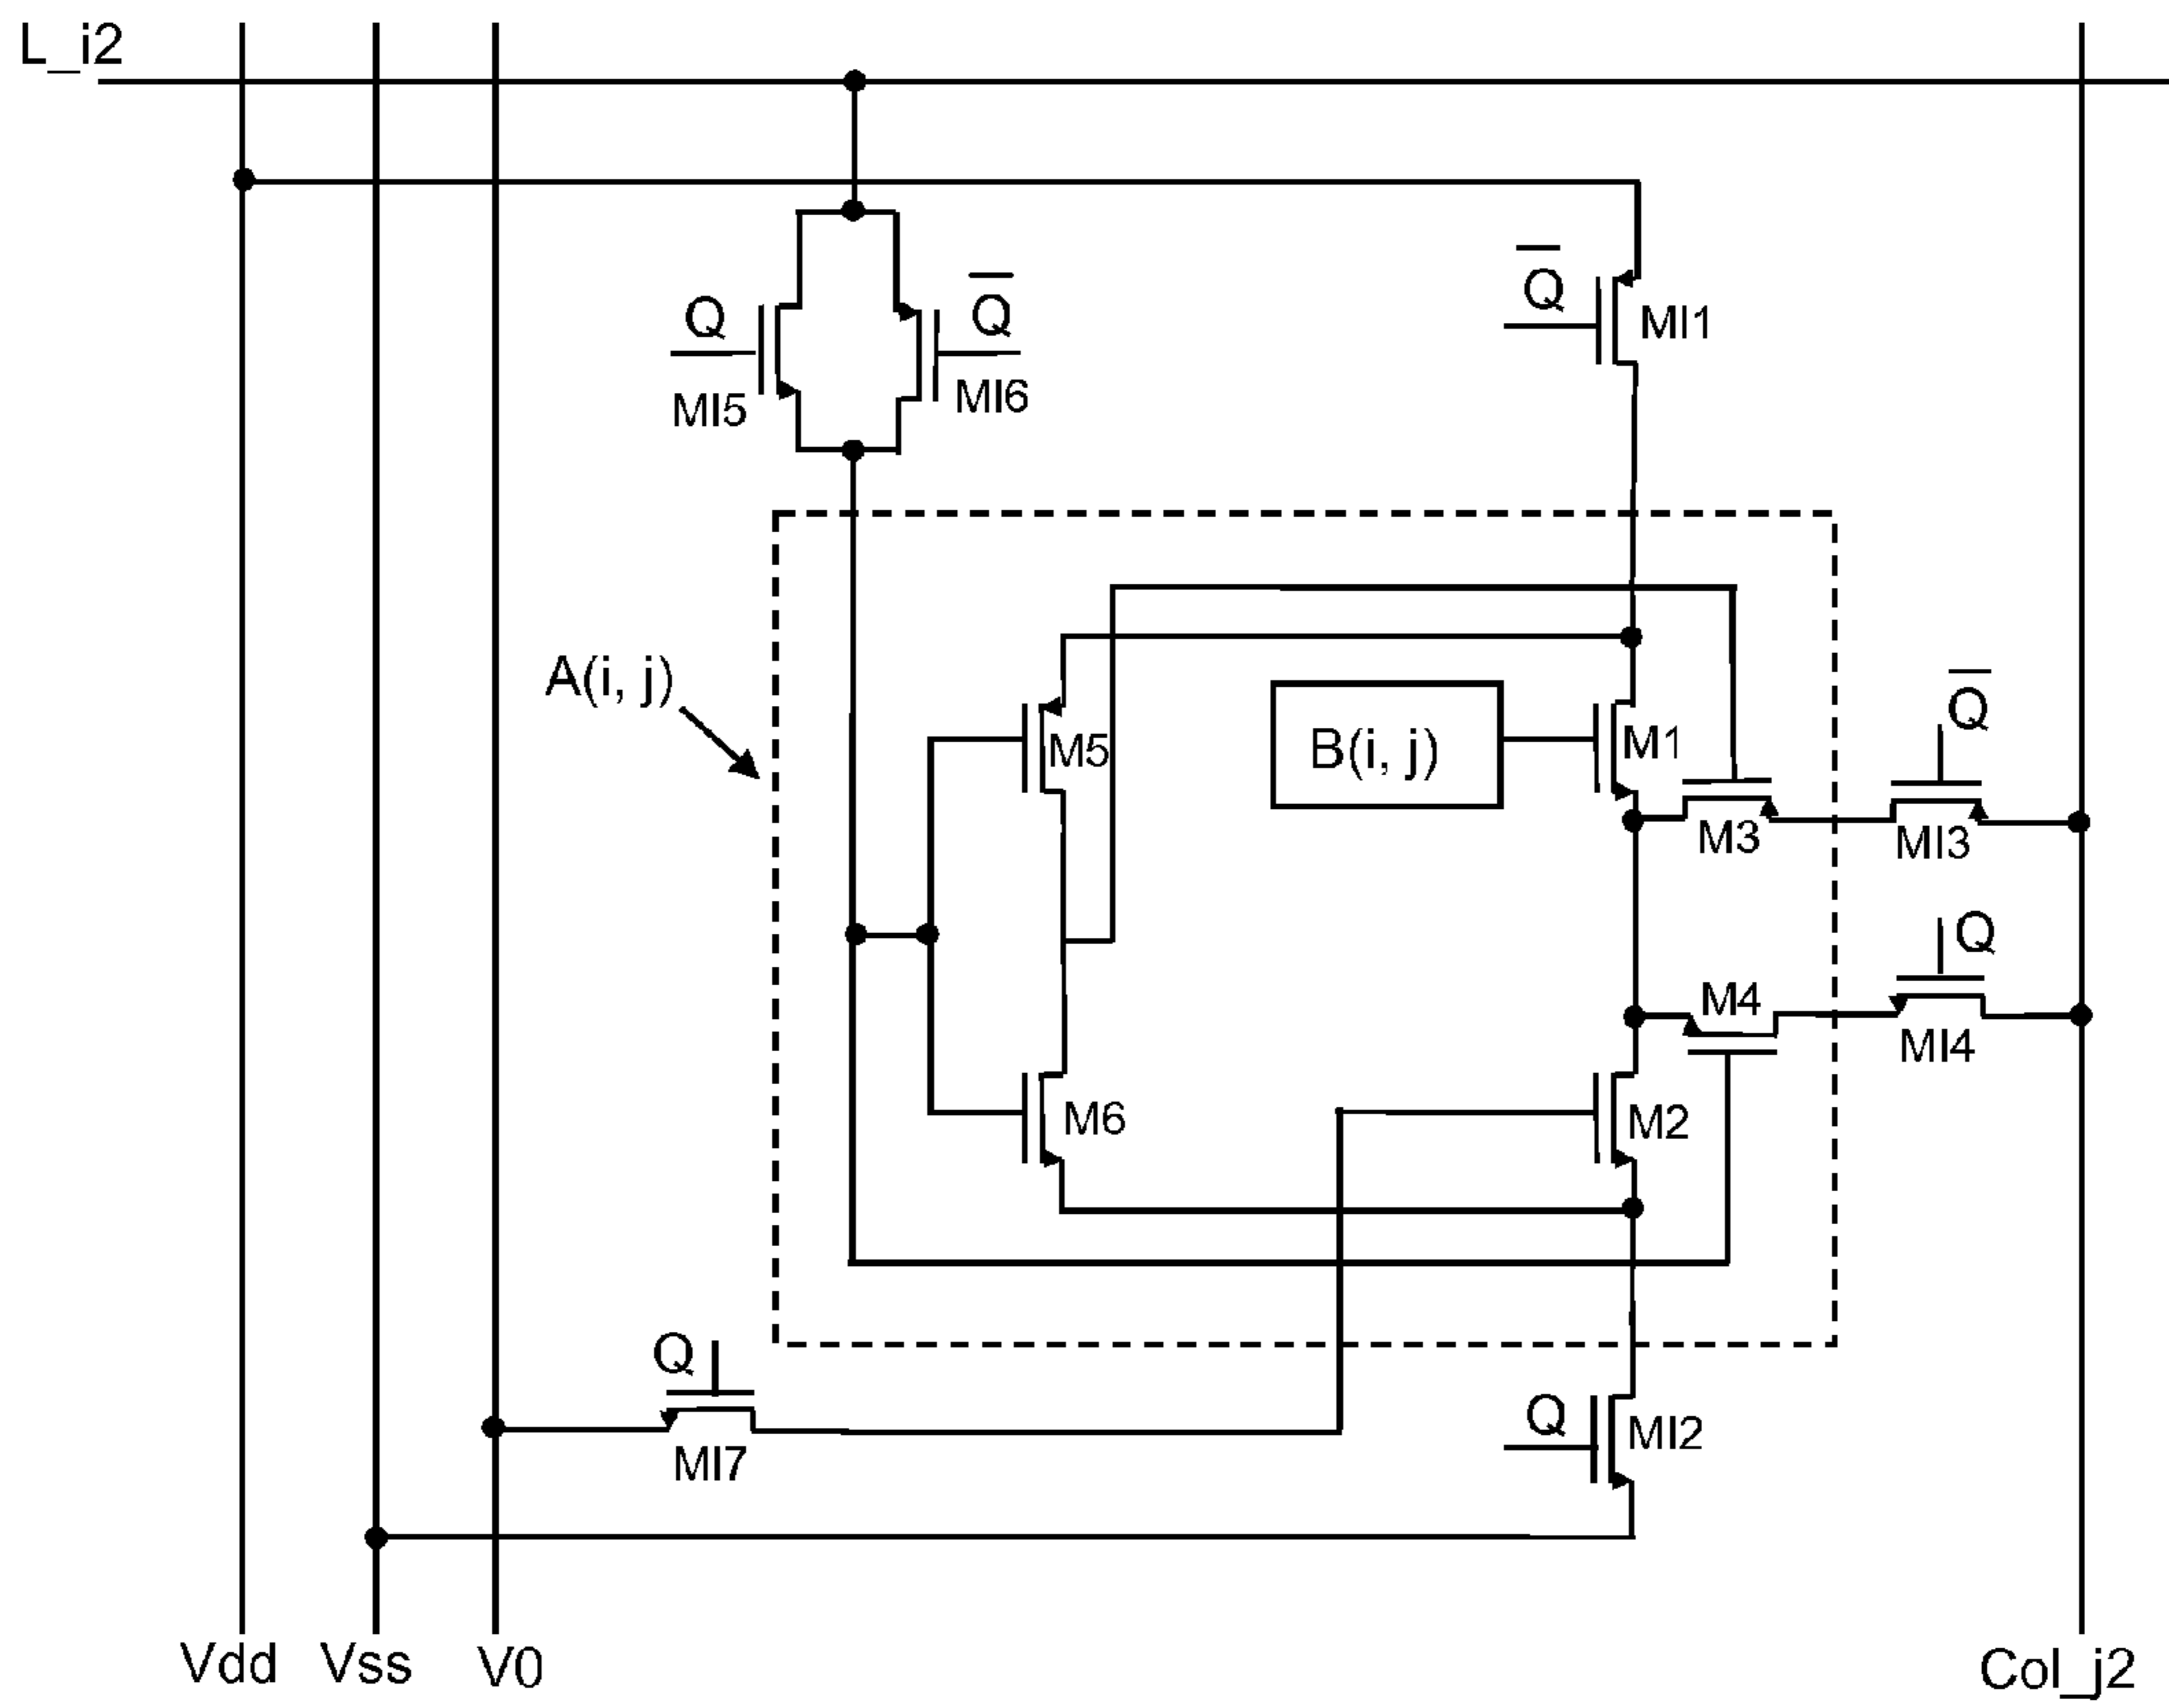 L_i2
Q̅
Q
Q̅
MI1
MI5
MI6
A(i, j)
M5
B(i, j)
M1
Q̅
M3
MI3
Q
M4
MI4
M6
M2
Q
MI7
Q
MI2
Vdd
Vss
V0
Col_j2